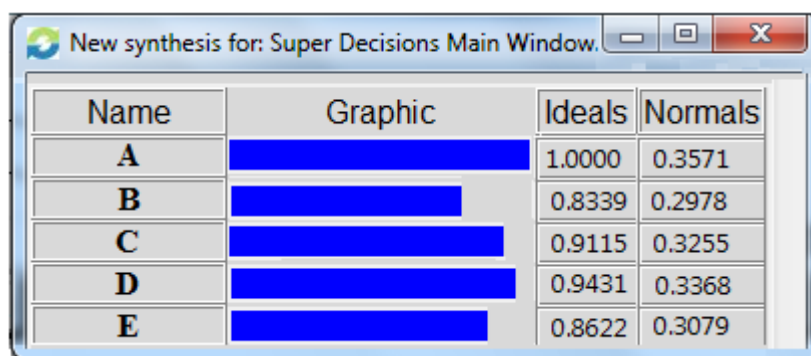 New synthesis for: Super Decisions Main Window.
Name Graphic Ideals Normals
A 1.0000 0.3571
B 0.8339 0.2978
C 0.9115 0.3255
D 0.9431 0.3368
E 0.8622 0.3079